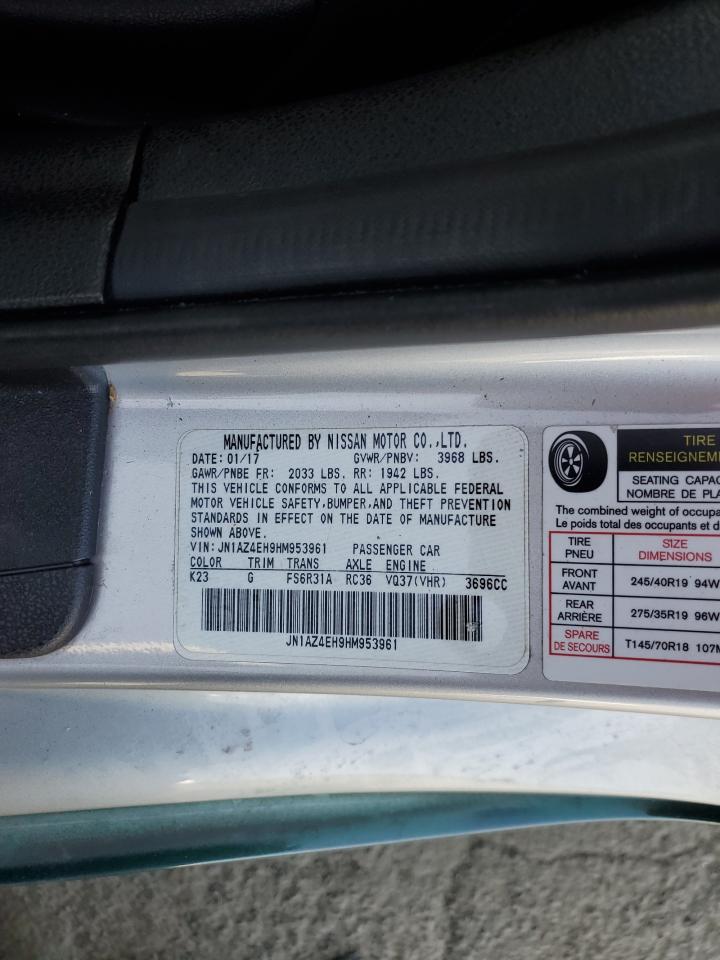 MANUFACTURED BY NISSAN MOTOR CO.,LTD.
DATE: 01/17 GVWR/PNBV: 3968 LBS.
GAWR/PNBE FR: 2033 LBS. RR: 1942 LBS.
THIS VEHICLE CONFORMS TO ALL APPLICABLE FEDERAL
MOTOR VEHICLE SAFETY,BUMPER,AND THEFT PREVENTION
STANDARDS IN EFFECT ON THE DATE OF MANUFACTURE
SHOWN ABOVE.
VIN: JN1AZ4EH9HM953961 PASSENGER CAR
COLOR TRIM TRANS AXLE ENGINE
K23 G FS6R31A RC36 VQ37(VHR) 3696CC
JN1AZ4EH9HM953961
TIRE
RENSEIGNEME
SEATING CAPAC
NOMBRE DE PLA
The combined weight of occupa
Le poids total des occupants et d
TIRE SIZE
PNEU DIMENSIONS
FRONT
AVANT 245/40R19 94W
REAR
ARRIÈRE 275/35R19 96W
SPARE
DE SECOURS T145/70R18 107M